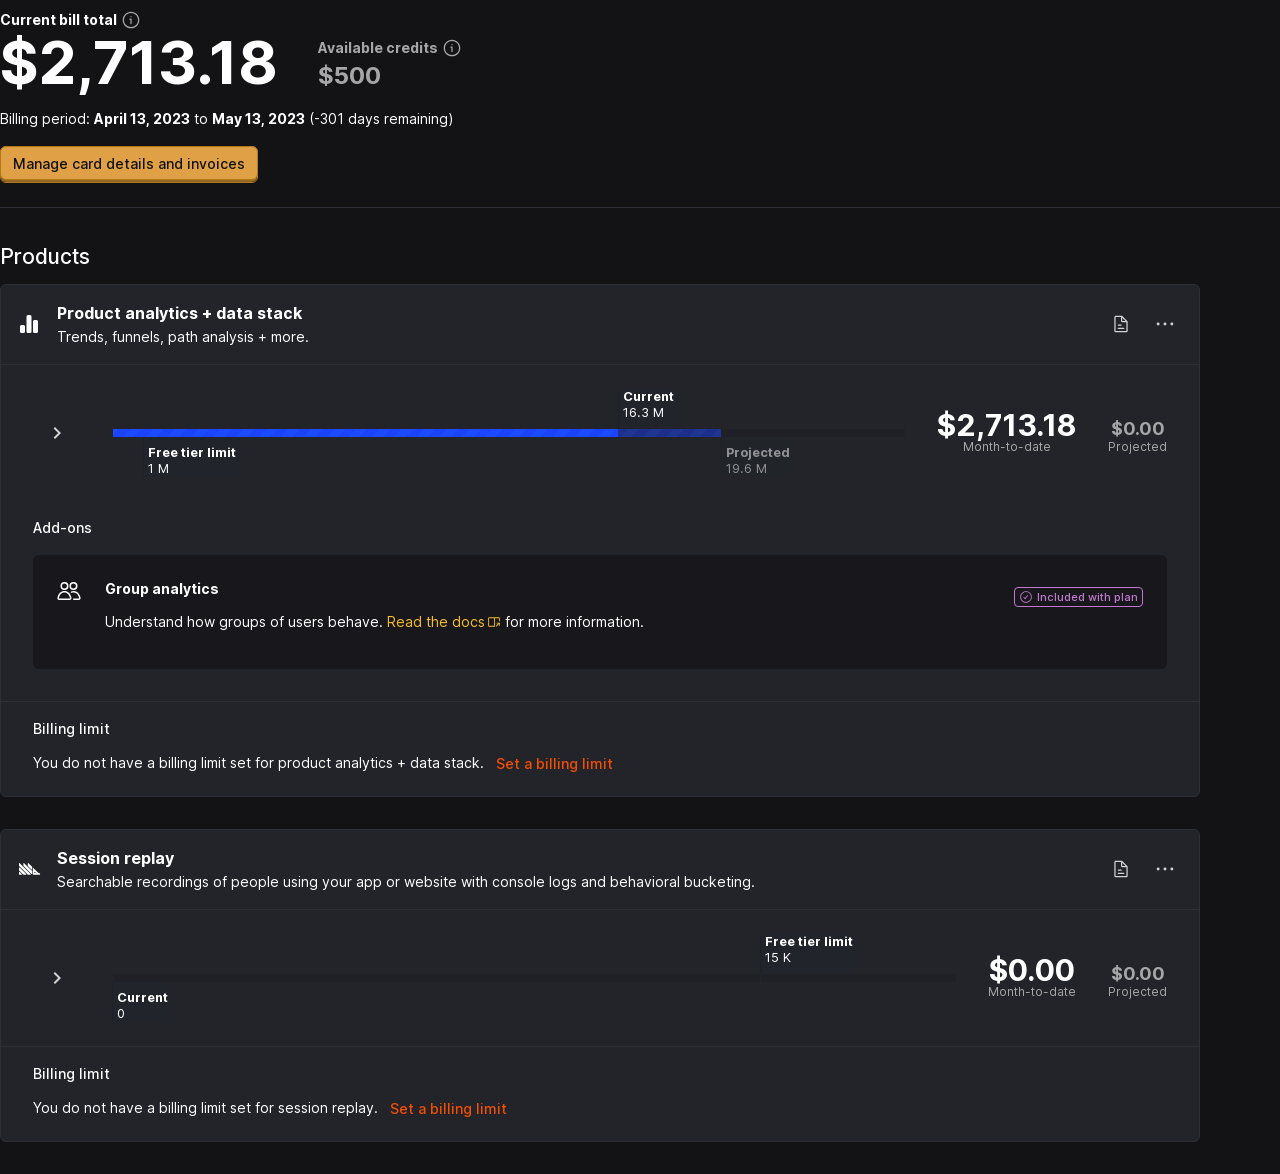 Current bill total
$2,713.18
Available credits
$500
Billing period: April 13, 2023 to May 13, 2023 (-301 days remaining)
Manage card details and invoices
Products
Product analytics + data stack
Trends, funnels, path analysis + more.
Current
16.3 M
Free tier limit
1 M
Projected
19.6 M
$2,713.18
Month-to-date
$0.00
Projected
Add-ons
Group analytics
Understand how groups of users behave. Read the docs for more information.
Included with plan
Billing limit
You do not have a billing limit set for product analytics + data stack. Set a billing limit
Session replay
Searchable recordings of people using your app or website with console logs and behavioral bucketing.
Free tier limit
15 K
Current
0
$0.00
Month-to-date
$0.00
Projected
Billing limit
You do not have a billing limit set for session replay. Set a billing limit